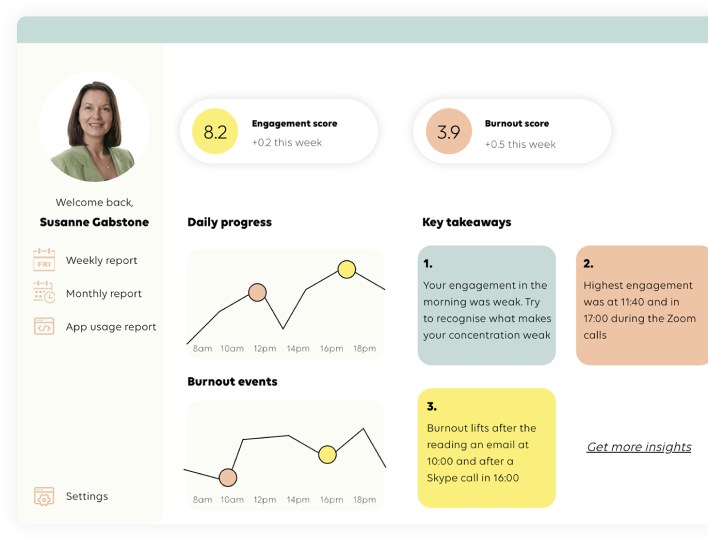 Welcome back,
Susanne Gabstone
FRI
Weekly report
Monthly report
App usage report
Settings
8.2
Engagement score
+0.2 this week
3.9
Burnout score
+0.5 this week
Daily progress
8am 10am 12pm 14pm 16pm 18pm
Burnout events
8am 10am 12pm 14pm 16pm 18pm
Key takeaways
1.
Your engagement in the
morning was weak. Try
to recognise what makes
your concentration weak
2.
Highest engagement
was at 11:40 and in
17:00 during the Zoom
calls
3.
Burnout lifts after the
reading an email at
10:00 and after a
Skype call in 16:00
Get more insights